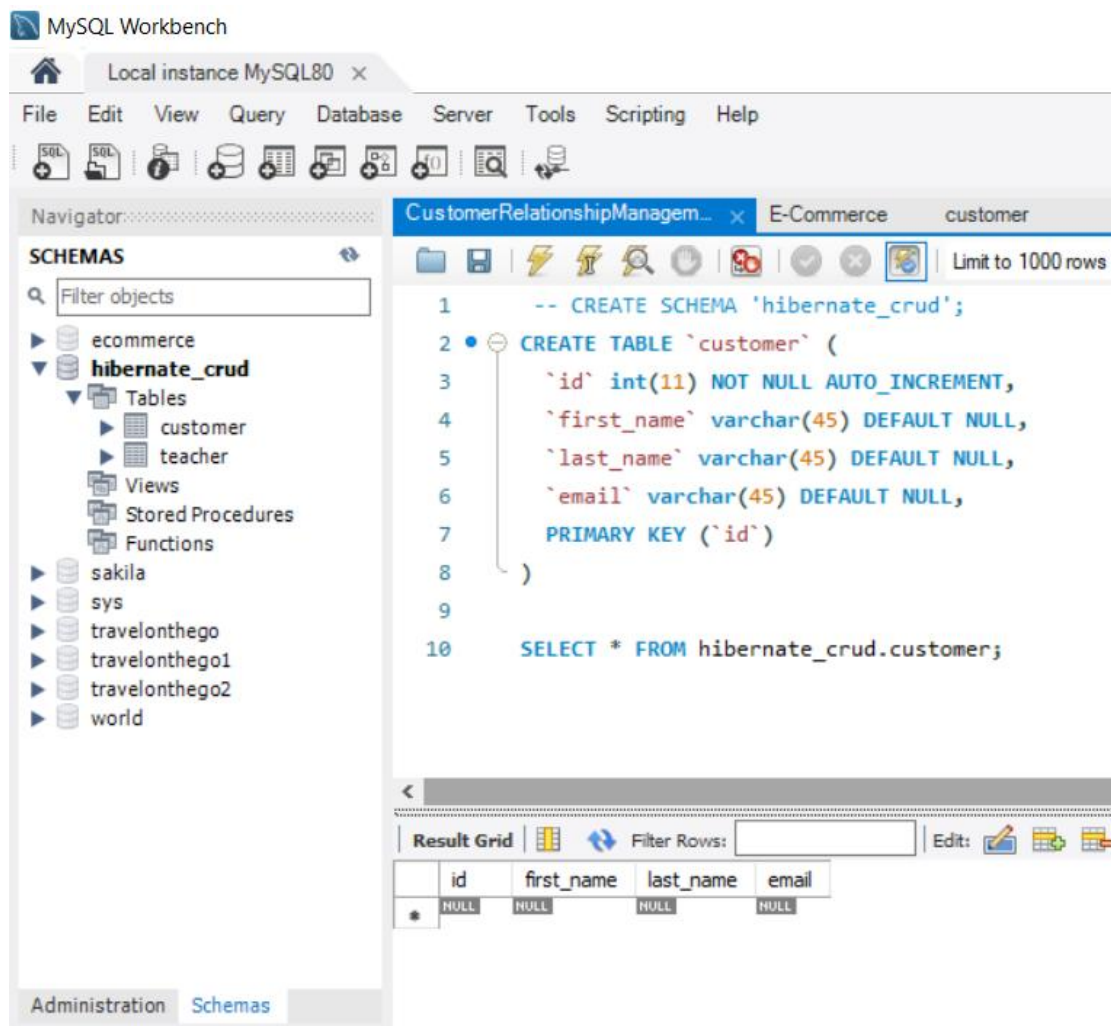 MySQL Workbench
Local instance MySQL80
File Edit View Query Database Server Tools Scripting Help
Navigator
SCHEMAS
Filter objects
ecommerce
hibernate_crud
Tables
customer
teacher
Views
Stored Procedures
Functions
sakila
sys
travelonthego
travelonthego1
travelonthego2
world
Administration Schemas
CustomerRelationshipManagem... E-Commerce customer
Limit to 1000 rows
1 -- CREATE SCHEMA 'hibernate_crud';
2 CREATE TABLE `customer` (
3 `id` int(11) NOT NULL AUTO_INCREMENT,
4 `first_name` varchar(45) DEFAULT NULL,
5 `last_name` varchar(45) DEFAULT NULL,
6 `email` varchar(45) DEFAULT NULL,
7 PRIMARY KEY (`id`)
8 )
9
10 SELECT * FROM hibernate_crud.customer;
Result Grid Filter Rows: Edit:
id first_name last_name email
NULL NULL NULL NULL